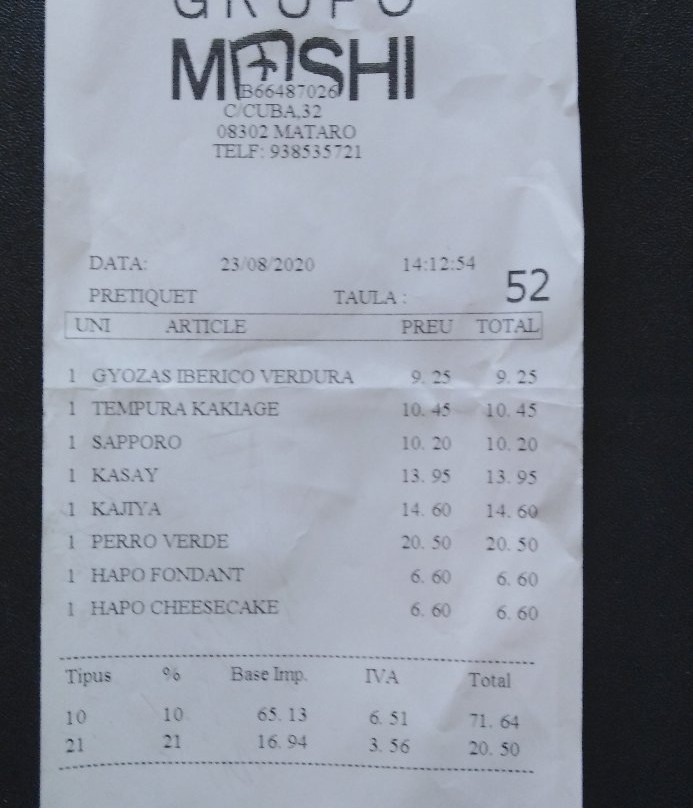 GRUPO
MOSHI
B66487026
C/CUBA,32
08302 MATARO
TELF: 938535721
DATA: 23/08/2020 14:12:54
PRETIQUET TAULA : 52
UNI ARTICLE PREU TOTAL
1 GYOZAS IBERICO VERDURA 9.25 9.25
1 TEMPURA KAKIAGE 10.45 10.45
1 SAPPORO 10.20 10.20
1 KASAY 13.95 13.95
1 KAJIYA 14.60 14.60
1 PERRO VERDE 20.50 20.50
1 HAPO FONDANT 6.60 6.60
1 HAPO CHEESECAKE 6.60 6.60
Tipus % Base Imp. IVA Total
10 10 65.13 6.51 71.64
21 21 16.94 3.56 20.50